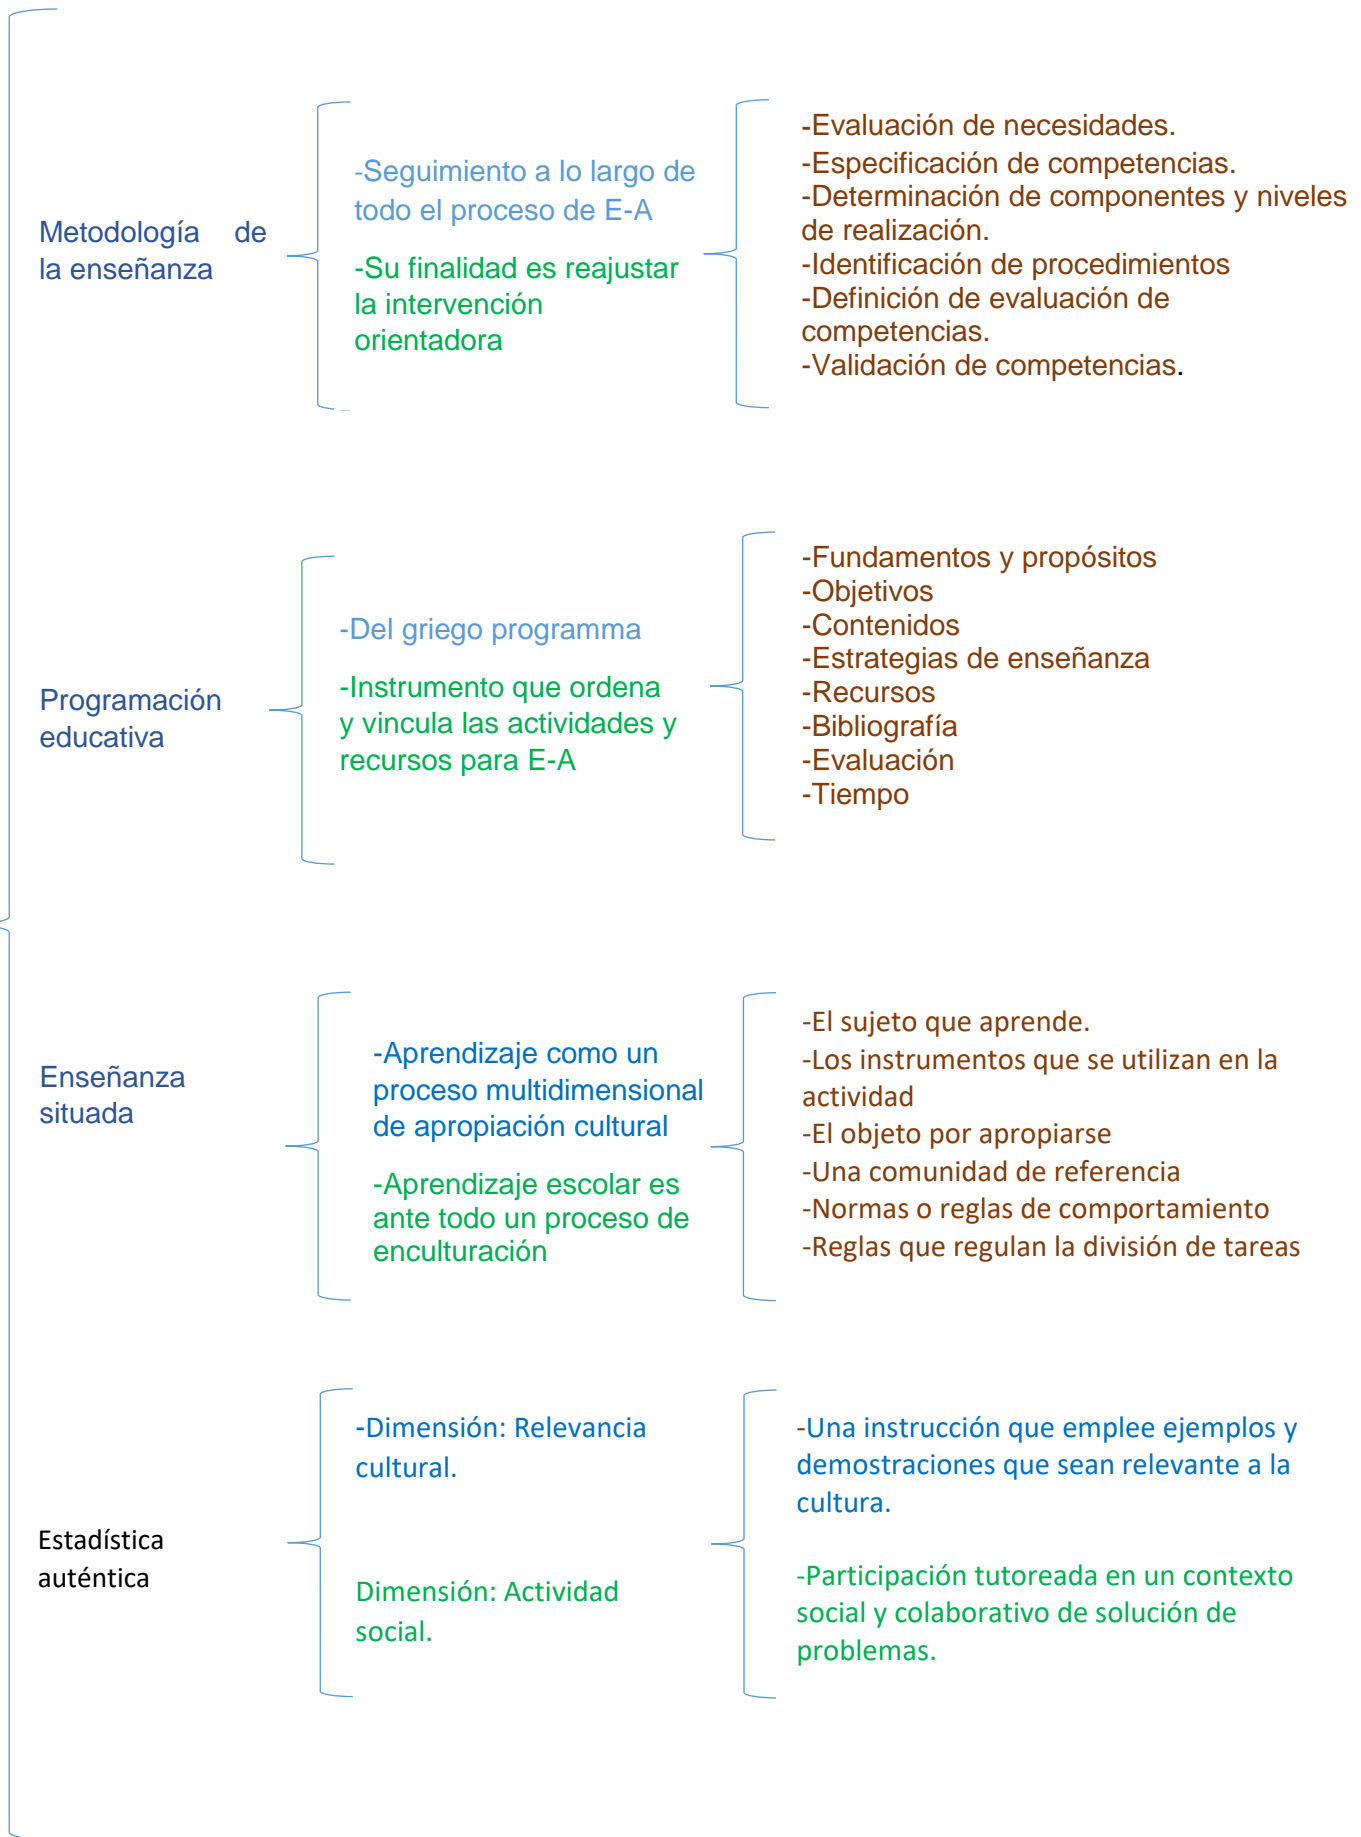 Metodología de
la enseñanza
-Seguimiento a lo largo de
todo el proceso de E-A
-Su finalidad es reajustar
la intervención
orientadora
-Evaluación de necesidades.
-Especificación de competencias.
-Determinación de componentes y niveles
de realización.
-Identificación de procedimientos
-Definición de evaluación de
competencias.
-Validación de competencias.
Programación
educativa
-Del griego programma
-Instrumento que ordena
y vincula las actividades y
recursos para E-A
-Fundamentos y propósitos
-Objetivos
-Contenidos
-Estrategias de enseñanza
-Recursos
-Bibliografía
-Evaluación
-Tiempo
Enseñanza
situada
-Aprendizaje como un
proceso multidimensional
de apropiación cultural
-Aprendizaje escolar es
ante todo un proceso de
enculturación
-El sujeto que aprende.
-Los instrumentos que se utilizan en la
actividad
-El objeto por apropiarse
-Una comunidad de referencia
-Normas o reglas de comportamiento
-Reglas que regulan la división de tareas
Estadística
auténtica
-Dimensión: Relevancia
cultural.
Dimensión: Actividad
social.
-Una instrucción que emplee ejemplos y
demostraciones que sean relevante a la
cultura.
-Participación tutoreada en un contexto
social y colaborativo de solución de
problemas.